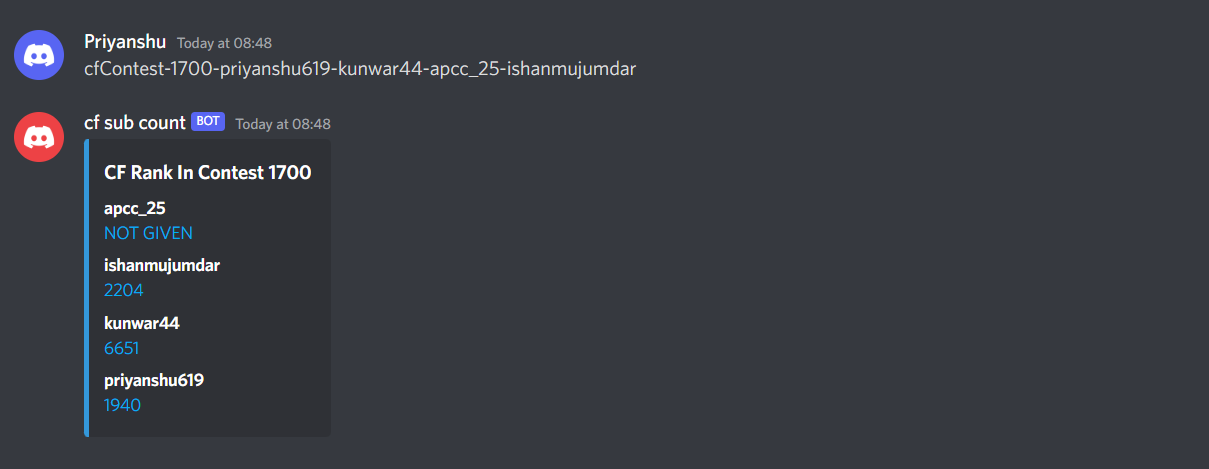 Priyanshu Today at 08:48
cfContest-1700-priyanshu619-kunwar44-apcc_25-ishanmujumdar
cf sub count BOT Today at 08:48
CF Rank In Contest 1700
apcc_25
NOT GIVEN
ishanmujumdar
2204
kunwar44
6651
priyanshu619
1940